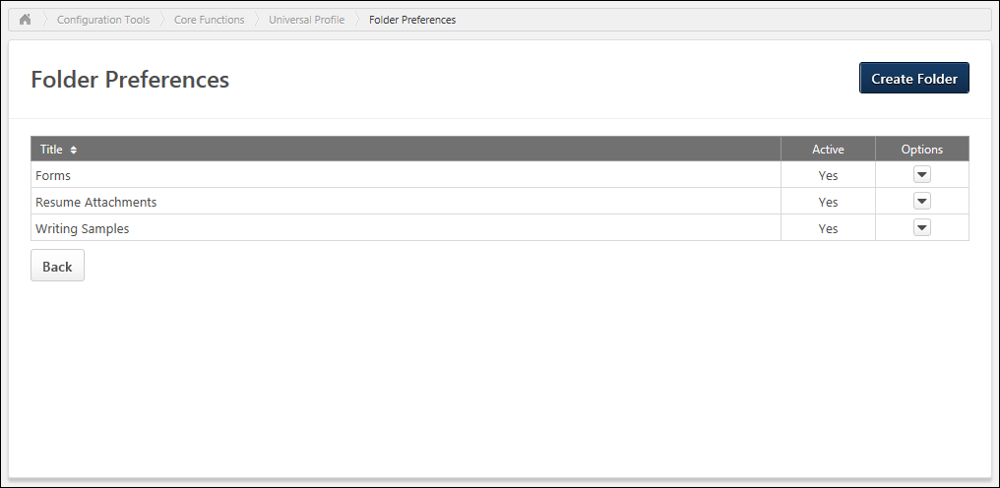 Configuration Tools Core Functions Universal Profile Folder Preferences
Folder Preferences
Create Folder
Title Active Options
Forms Yes
Resume Attachments Yes
Writing Samples Yes
Back